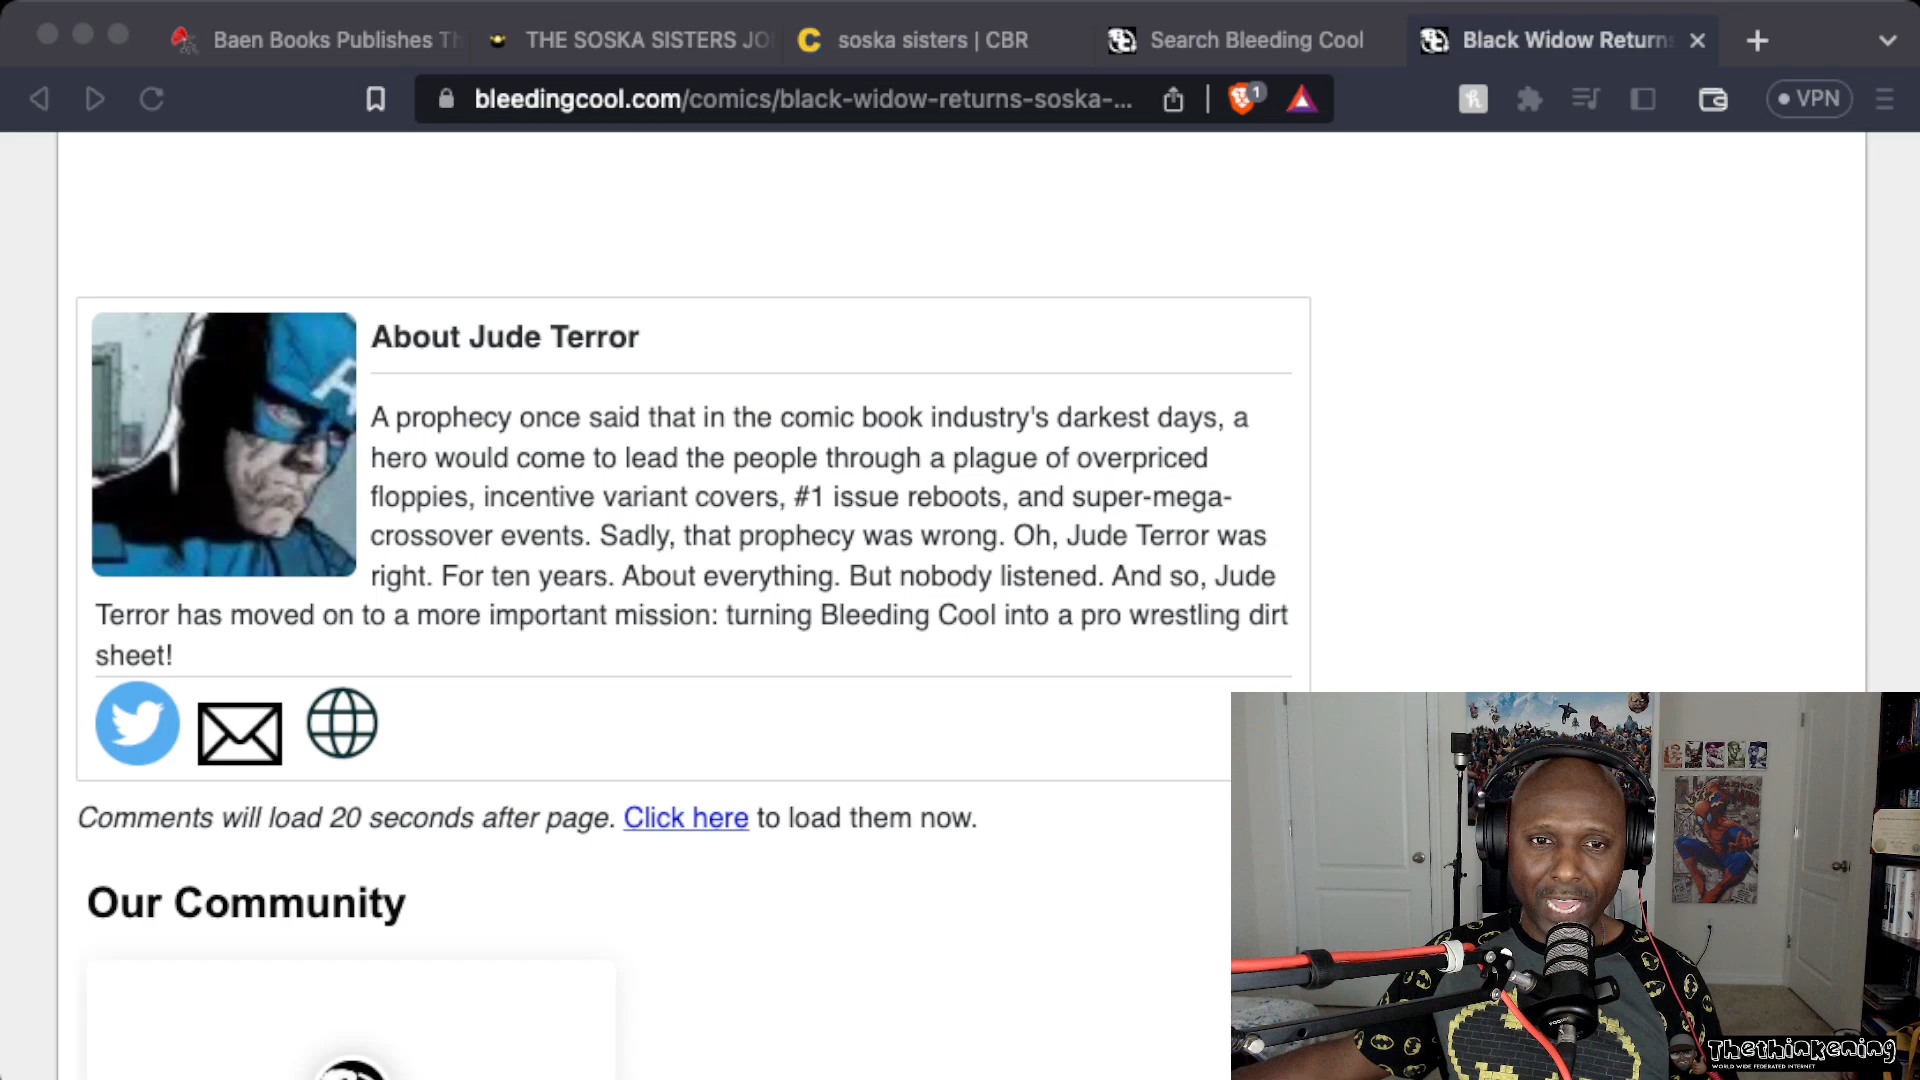 Baen Books Publishes Th
THE SOSKA SISTERS JO
soska sisters | CBR
Search Bleeding Cool
Black Widow Returns
bleedingcool.com/comics/black-widow-returns-soska-...
1
VPN
About Jude Terror
A prophecy once said that in the comic book industry's darkest days, a
hero would come to lead the people through a plague of overpriced
floppies, incentive variant covers, #1 issue reboots, and super-mega-
crossover events. Sadly, that prophecy was wrong. Oh, Jude Terror was
right. For ten years. About everything. But nobody listened. And so, Jude
Terror has moved on to a more important mission: turning Bleeding Cool into a pro wrestling dirt
sheet!
Comments will load 20 seconds after page. Click here to load them now.
Our Community
Thethinkening
WORLD WIDE FEDERATED INTERNET